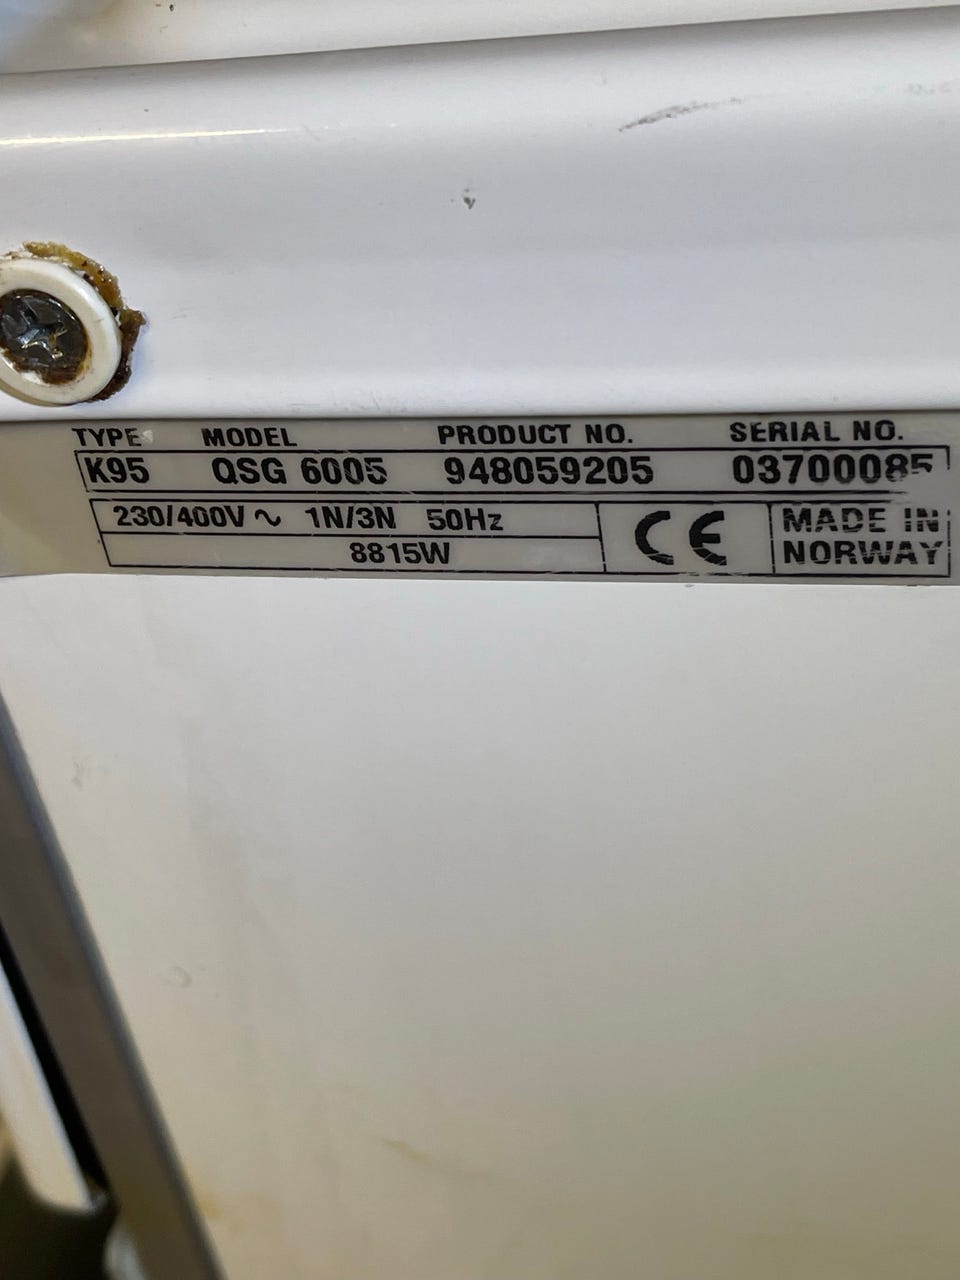 TYPE MODEL PRODUCT NO. SERIAL NO.
K95 QSG 6005 948059205 03700085
230/400V ~ 1N/3N 50Hz
8815W
CE
MADE IN
NORWAY